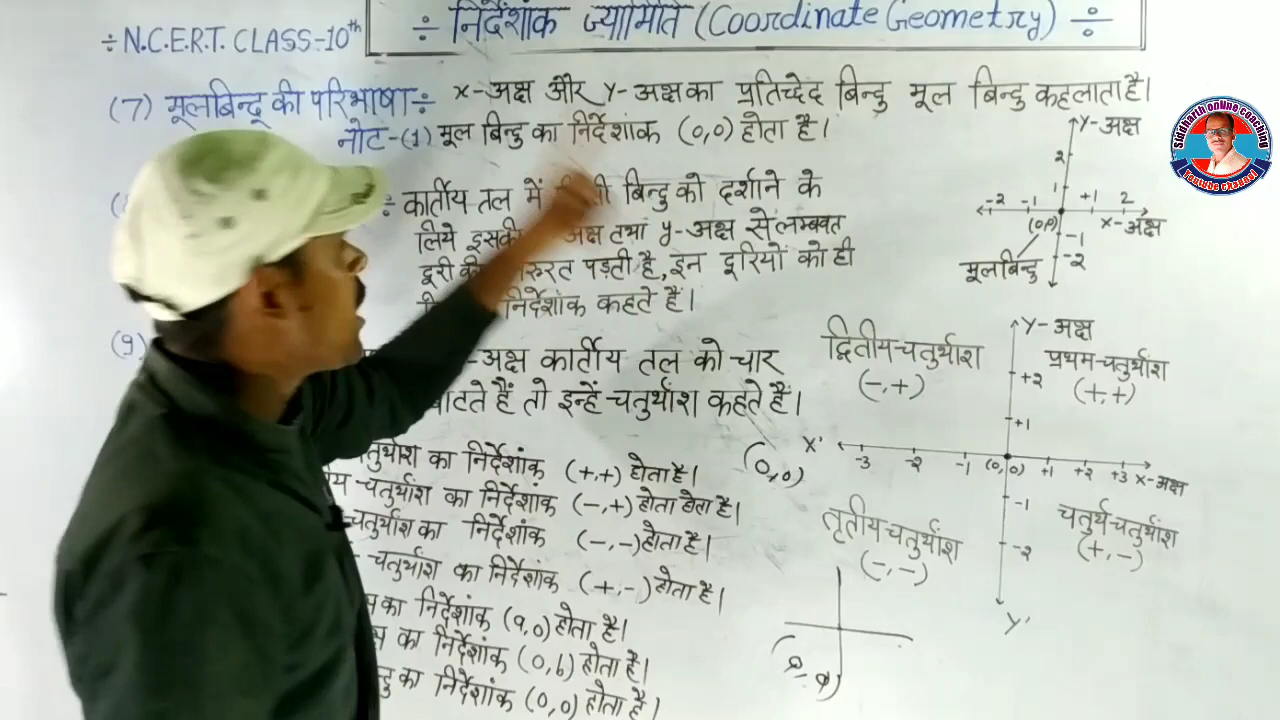 ÷ निर्देशांक ज्यामिति (Coordinate Geometry) ÷
÷ N.C.E.R.T. CLASS-10th
(7) मूलबिन्दू की परिभाषा ÷ x-अक्ष और y-अक्ष का प्रतिच्छेद बिन्दु मूल बिन्दु कहलाता है।
नोट-(1) मूल बिन्दु का निर्देशांक (0,0) होता है।
÷ कार्तीय तल में बिन्दु को दर्शाने के
लिये इसकी अक्ष तथा y-अक्ष से लम्बवत
दूरी की पड़ती है, इन दूरियों को ही
निर्देशांक कहते हैं।
(9)
-अक्ष कार्तीय तल को चार
बाटते हैं तो इन्हें चतुर्थांश कहते हैं।
का निर्देशांक (+,+) होता है।
चतुर्थांश का निर्देशांक (-,+) होता होता है।
चतुर्थांश का निर्देशांक (-,-) होता है।
चतुर्थांश का निर्देशांक (+,-) होता है।
का निर्देशांक (a,0) होता है।
का निर्देशांक (0,b) होता है।
का निर्देशांक (0,0) होता है।
(0,0)
Y-अक्ष
2
1
-2 -1 +1 2
(0,0) x-अक्ष
-1
-2
मूलबिन्दु
Y-अक्ष
द्वितीय-चतुर्थांश
(-,+)
प्रथम-चतुर्थांश
(+,+)
+2
+1
X' -3 -2 -1 (0,0) +1 +2 +3 x-अक्ष
-1
-2
तृतीय-चतुर्थांश
(-,-)
चतुर्थ-चतुर्थांश
(+,-)
Y'
Siddharth online coaching
Youtube channel